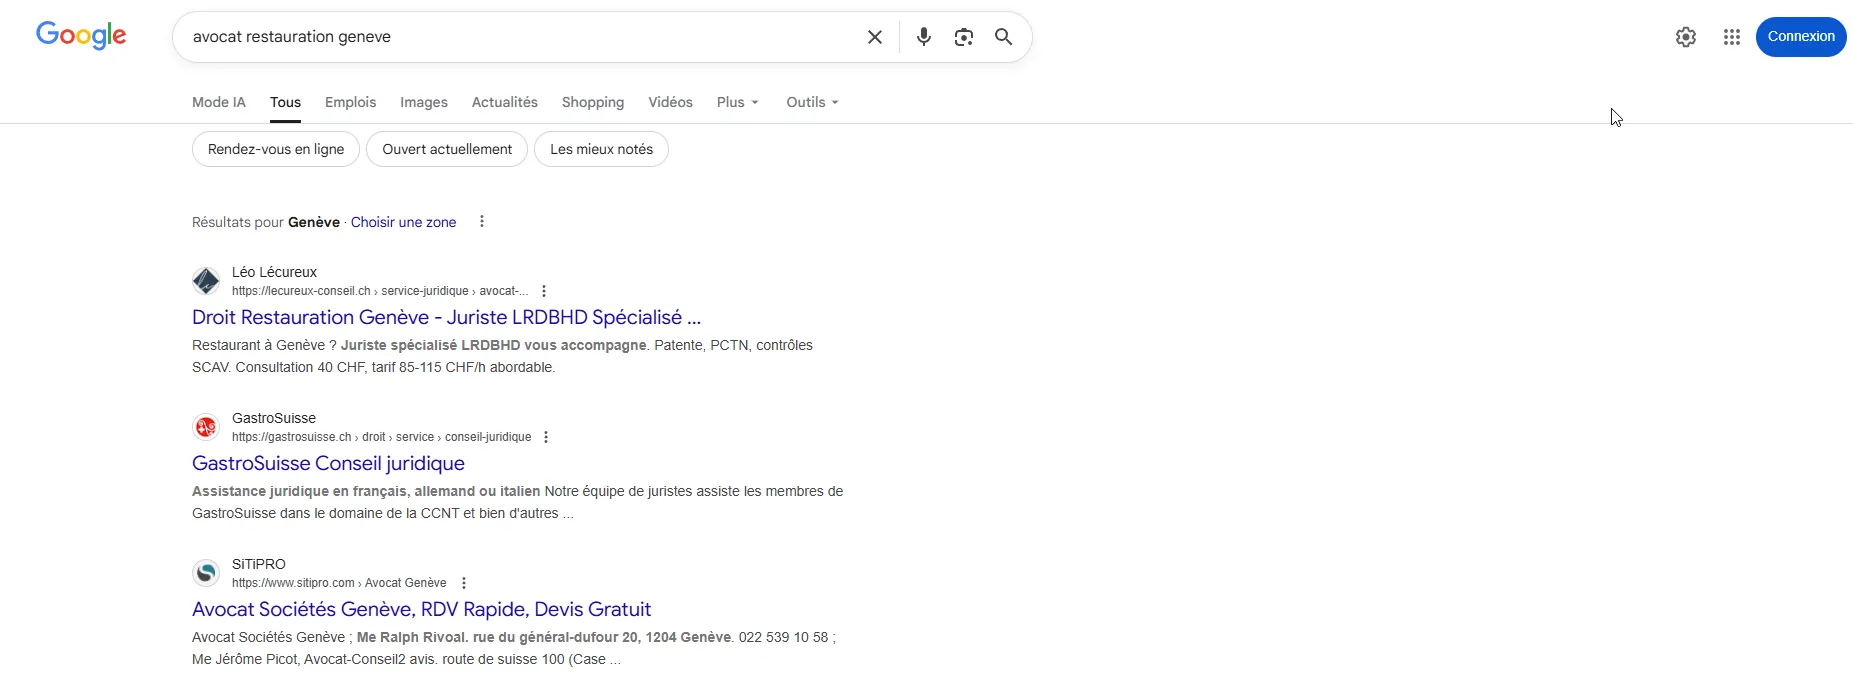 Google
avocat restauration geneve
Connexion
Mode IA Tous Emplois Images Actualités Shopping Vidéos Plus Outils
Rendez-vous en ligne Ouvert actuellement Les mieux notés
Résultats pour Genève · Choisir une zone
Léo Lécureux
https://lecureux-conseil.ch › service-juridique › avocat-...
Droit Restauration Genève - Juriste LRDBHD Spécialisé ...
Restaurant à Genève ? Juriste spécialisé LRDBHD vous accompagne. Patente, PCTN, contrôles
SCAV. Consultation 40 CHF, tarif 85-115 CHF/h abordable.
GastroSuisse
https://gastrosuisse.ch › droit › service › conseil-juridique
GastroSuisse Conseil juridique
Assistance juridique en français, allemand ou italien Notre équipe de juristes assiste les membres de
GastroSuisse dans le domaine de la CCNT et bien d'autres ...
SiTiPRO
https://www.sitipro.com › Avocat Genève
Avocat Sociétés Genève, RDV Rapide, Devis Gratuit
Avocat Sociétés Genève ; Me Ralph Rivoal. rue du général-dufour 20, 1204 Genève. 022 539 10 58 ;
Me Jérôme Picot, Avocat-Conseil2 avis. route de suisse 100 (Case ...